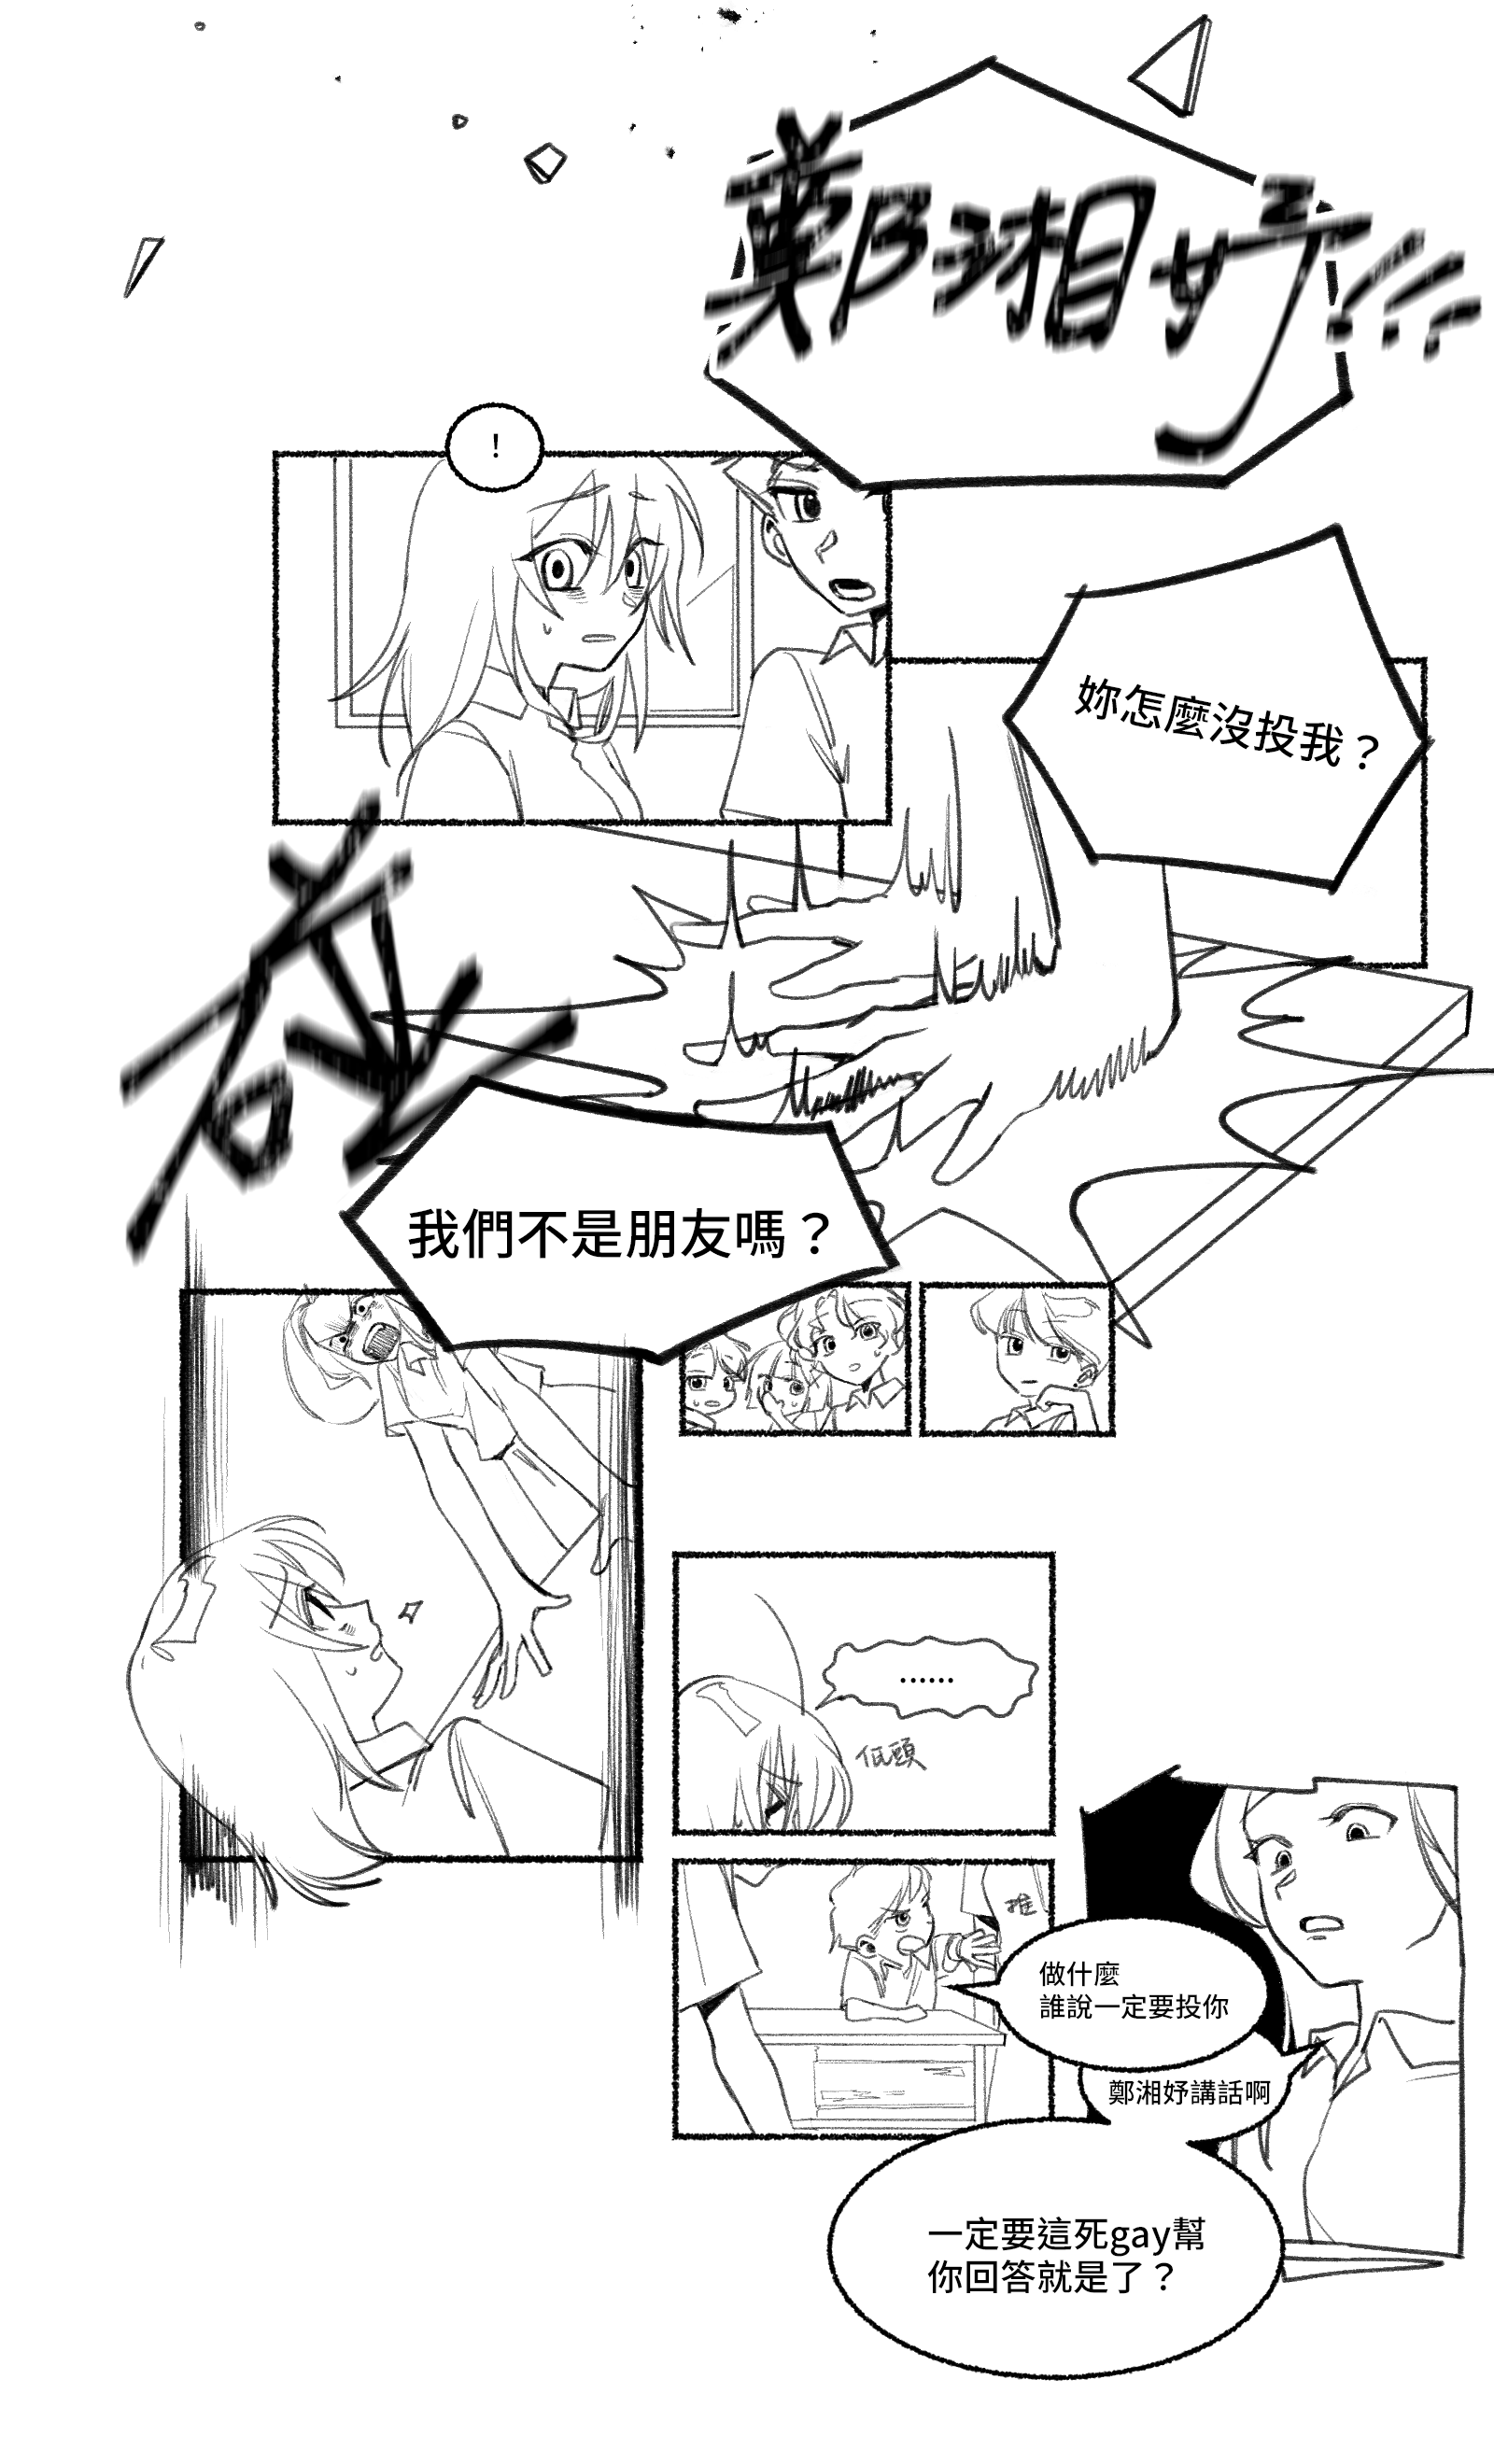 鄭湘妤!!!
!
妳怎麼沒投我？
碰
我們不是朋友嗎？
......
低頭
推
做什麼
誰說一定要投你
鄭湘妤講話啊
一定要這死gay幫
你回答就是了？